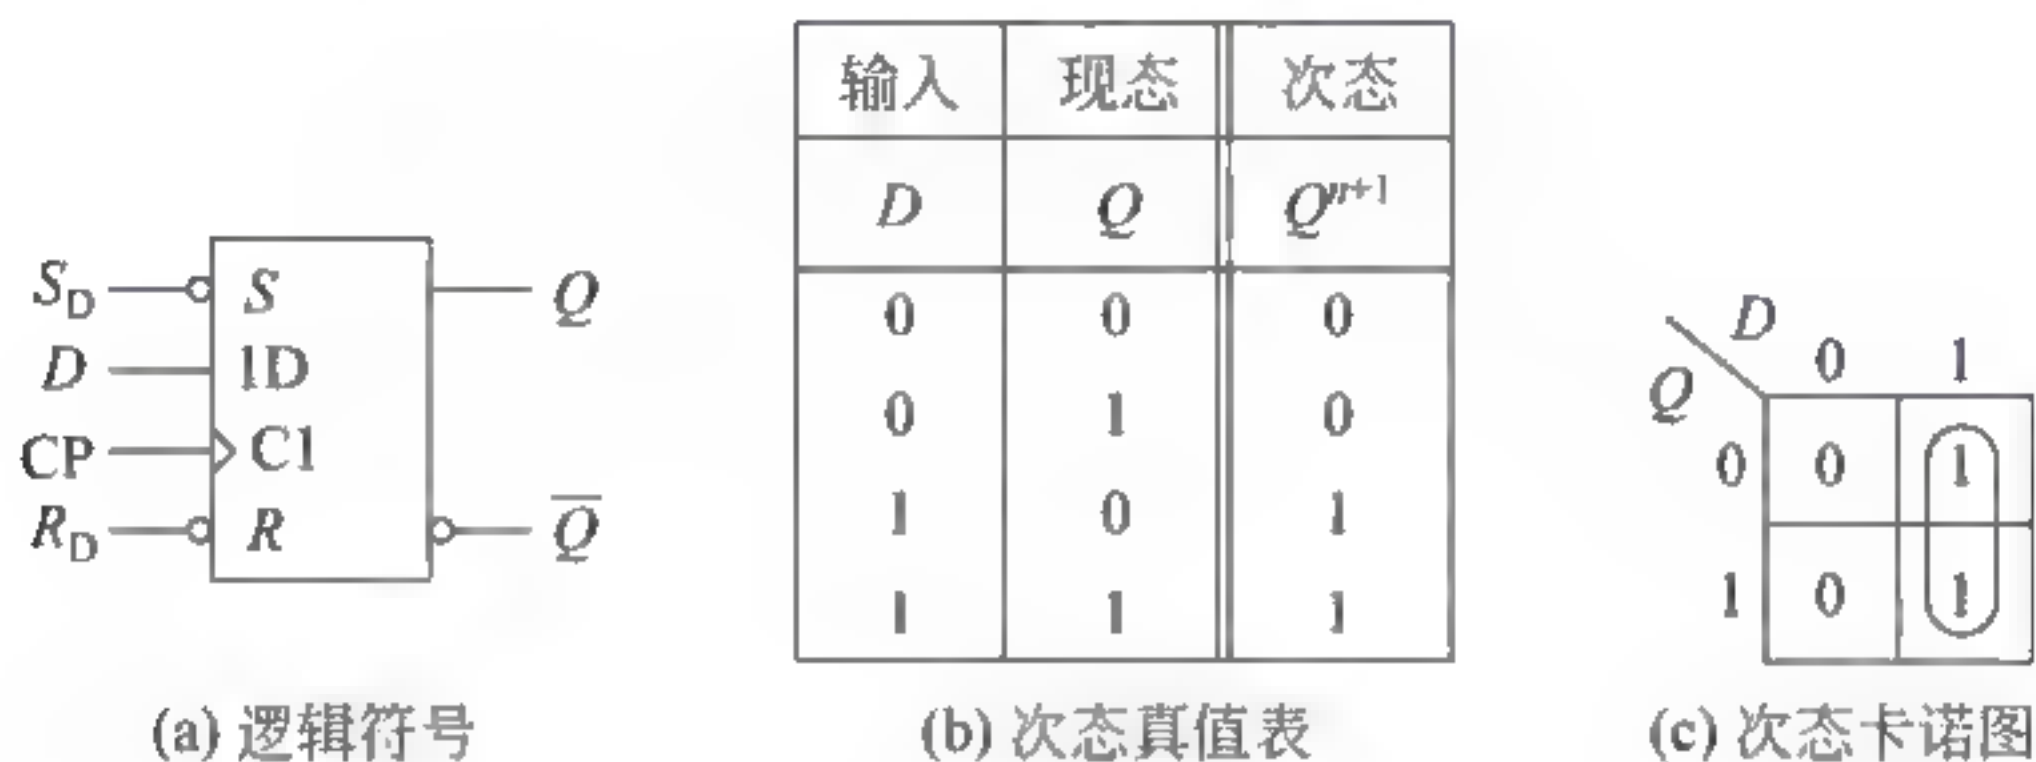 S_D S Q
D 1D
CP C1
R_D R \overline{Q}
(a) 逻辑符号
输入 现态 次态
D Q Q^{n+1}
0 0 0
0 1 0
1 0 1
1 1 1
(b) 次态真值表
D
Q 0 1
0 0 1
1 0 1
(c) 次态卡诺图